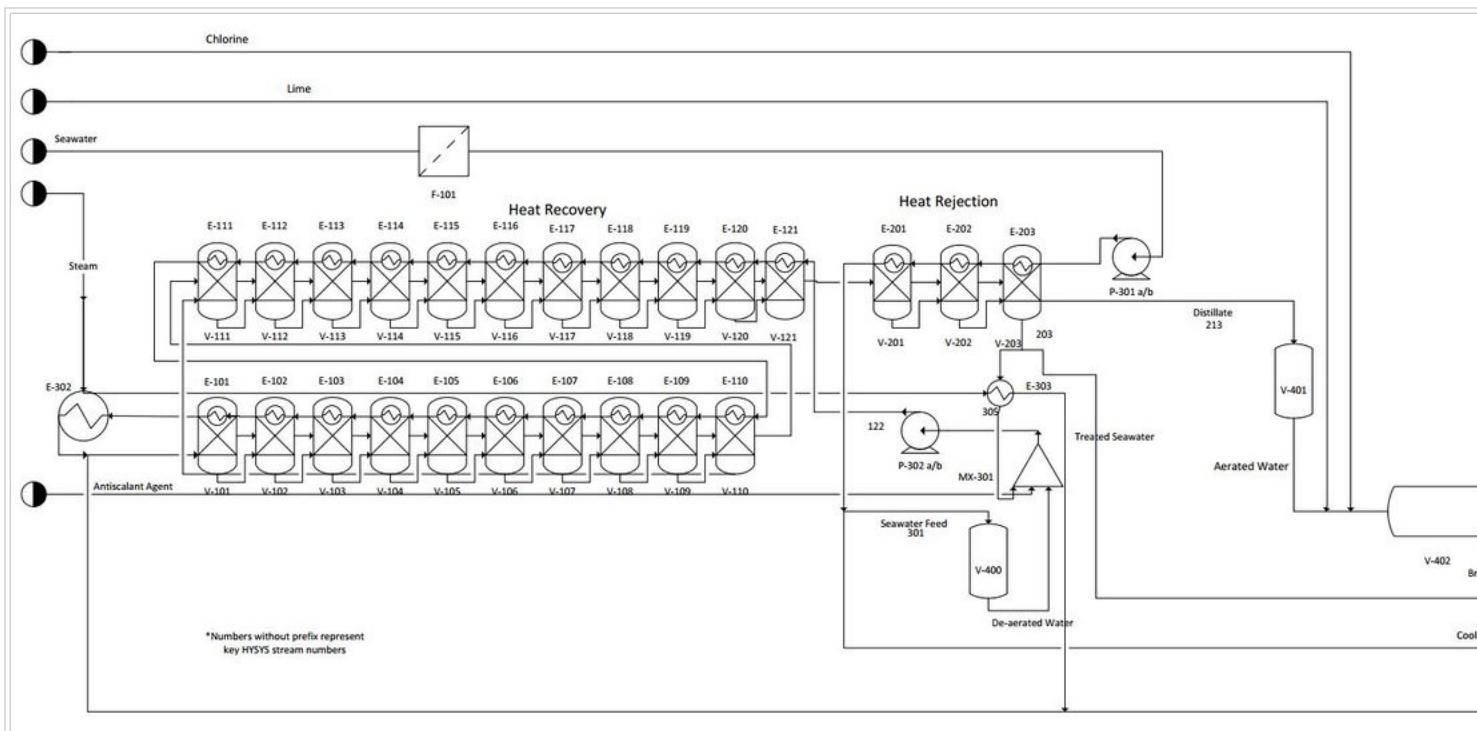 Chlorine
Lime
Seawater
F-101
Heat Recovery
Heat Rejection
E-111 E-112 E-113 E-114 E-115 E-116 E-117 E-118 E-119 E-120 E-121
E-201 E-202 E-203
Steam
P-301 a/b
Distillate
213
V-111 V-112 V-113 V-114 V-115 V-116 V-117 V-118 V-119 V-120 V-121
V-201 V-202 V-203 203
E-302
E-101 E-102 E-103 E-104 E-105 E-106 E-107 E-108 E-109 E-110
E-303
305
V-401
122
P-302 a/b
Treated Seawater
Aerated Water
MX-301
Antiscalant Agent
V-101 V-102 V-103 V-104 V-105 V-106 V-107 V-108 V-109 V-110
Seawater Feed
301
V-400
V-402
Br
De-aerated Water
*Numbers without prefix represent
key HYSYS stream numbers
Cool